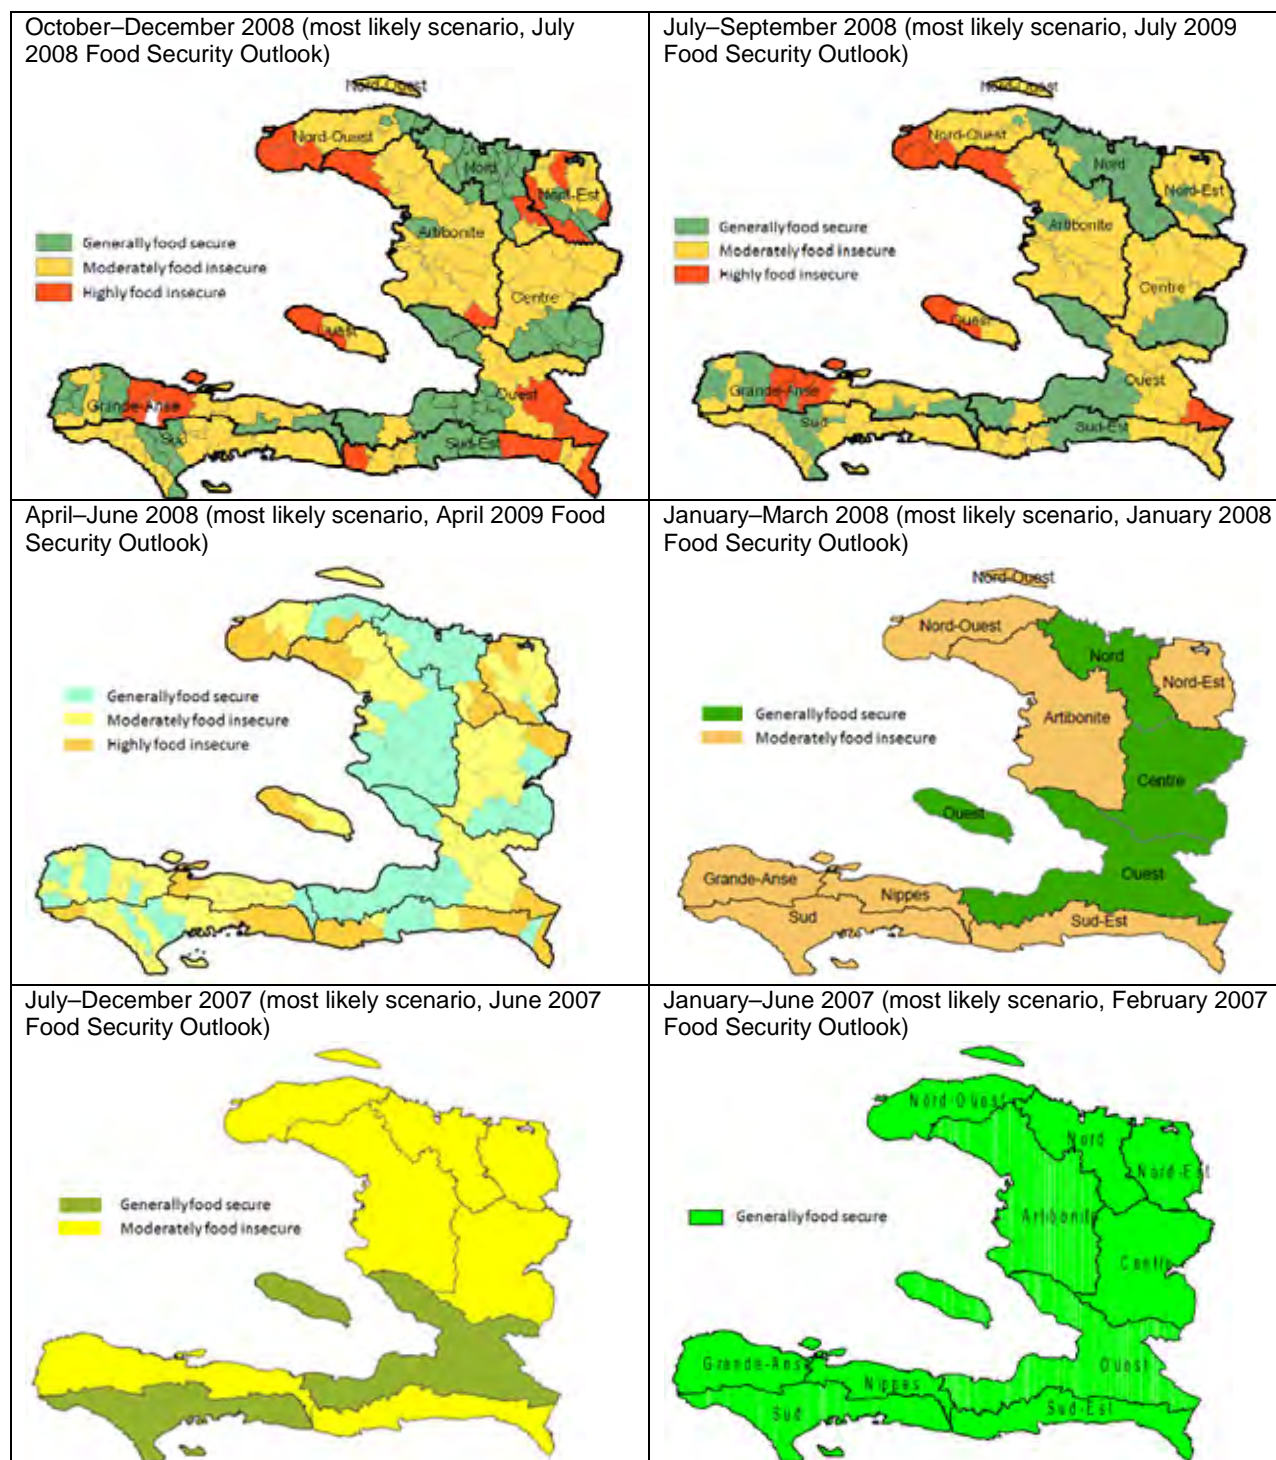 October–December 2008 (most likely scenario, July
2008 Food Security Outlook)
Nord-Ouest
Nord-Ouest
Nord
Nord-Est
Artibonite
Centre
Ouest
Ouest
Grande-Anse
Sud
Sud-Est
Generally food secure
Moderately food insecure
Highly food insecure
July–September 2008 (most likely scenario, July 2009
Food Security Outlook)
Nord-Ouest
Nord-Ouest
Nord
Nord-Est
Artibonite
Centre
Ouest
Ouest
Grande-Anse
Sud
Sud-Est
Generally food secure
Moderately food insecure
Highly food insecure
April–June 2008 (most likely scenario, April 2009 Food
Security Outlook)
Generally food secure
Moderately food insecure
Highly food insecure
January–March 2008 (most likely scenario, January 2008
Food Security Outlook)
Nord-Ouest
Nord-Ouest
Nord
Nord-Est
Artibonite
Centre
Ouest
Ouest
Grande-Anse
Nippes
Sud
Sud-Est
Generally food secure
Moderately food insecure
July–December 2007 (most likely scenario, June 2007
Food Security Outlook)
Generally food secure
Moderately food insecure
January–June 2007 (most likely scenario, February 2007
Food Security Outlook)
Nord-Ouest
Nord
Nord-Est
Artibonite
Centre
Ouest
Grande-Anse
Nippes
Sud
Sud-Est
Generally food secure